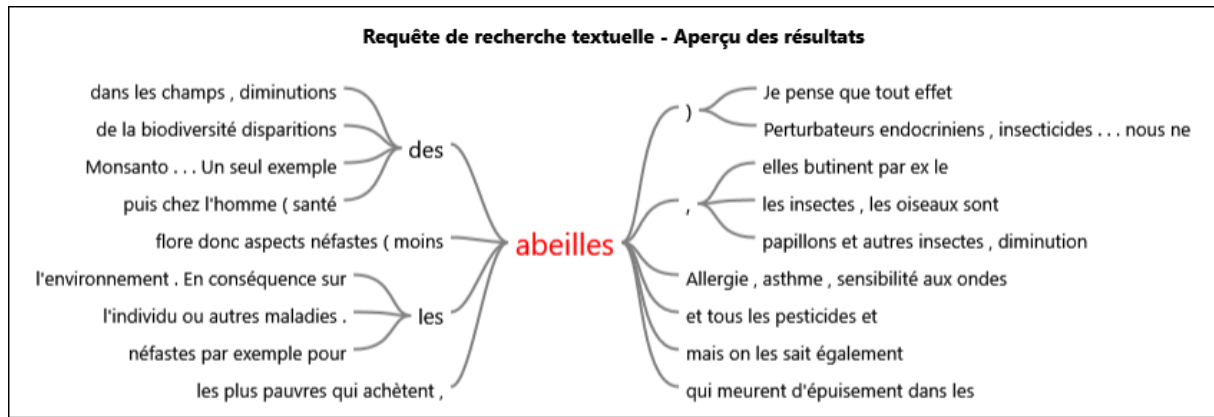 Requête de recherche textuelle - Aperçu des résultats
dans les champs , diminutions
de la biodiversité disparitions
Monsanto . . . Un seul exemple
puis chez l'homme ( santé
des
flore donc aspects néfastes ( moins
l'environnement . En conséquence sur
l'individu ou autres maladies .
néfastes par exemple pour
les
les plus pauvres qui achètent ,
abeilles
)
Je pense que tout effet
Perturbateurs endocriniens , insecticides . . . nous ne
,
elles butinent par ex le
les insectes , les oiseaux sont
papillons et autres insectes , diminution
Allergie , asthme , sensibilité aux ondes
et tous les pesticides et
mais on les sait également
qui meurent d'épuisement dans les